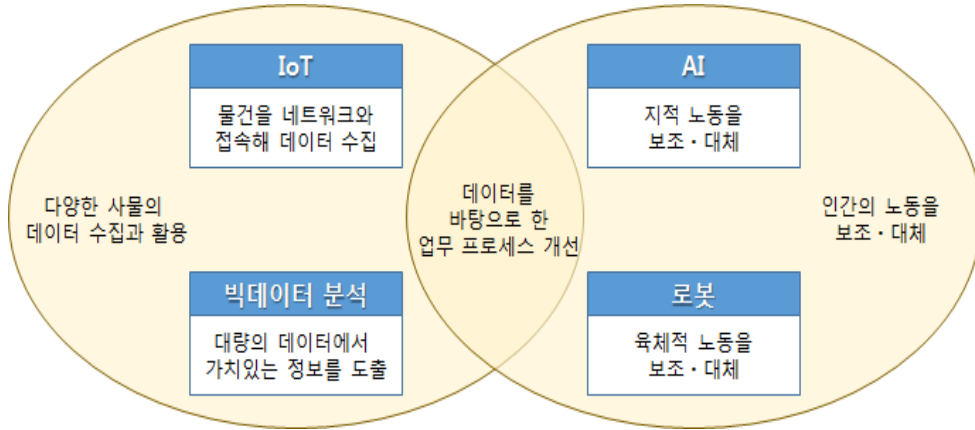 IoT
물건을 네트워크와
접속해 데이터 수집
AI
지적 노동을
보조·대체
다양한 사물의
데이터 수집과 활용
데이터를
바탕으로 한
업무 프로세스 개선
인간의 노동을
보조·대체
빅데이터 분석
대량의 데이터에서
가치있는 정보를 도출
로봇
육체적 노동을
보조·대체